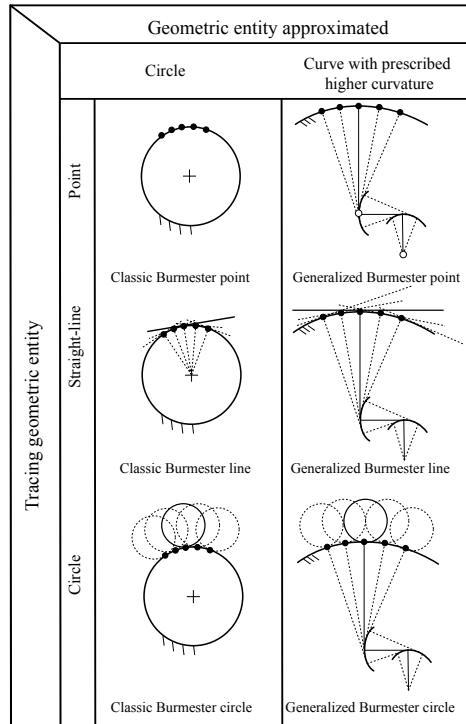 Geometric entity approximated
Circle
Curve with prescribed
higher curvature
Tracing geometric entity
Point
Classic Burmester point
Generalized Burmester point
Straight-line
Classic Burmester line
Generalized Burmester line
Circle
Classic Burmester circle
Generalized Burmester circle